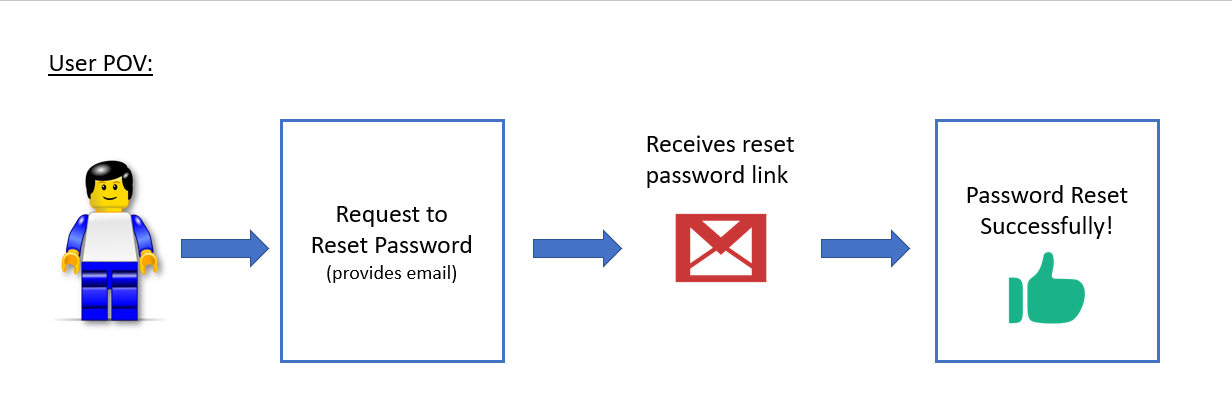 User POV:
Request to
Reset Password
(provides email)
Receives reset
password link
Password Reset
Successfully!